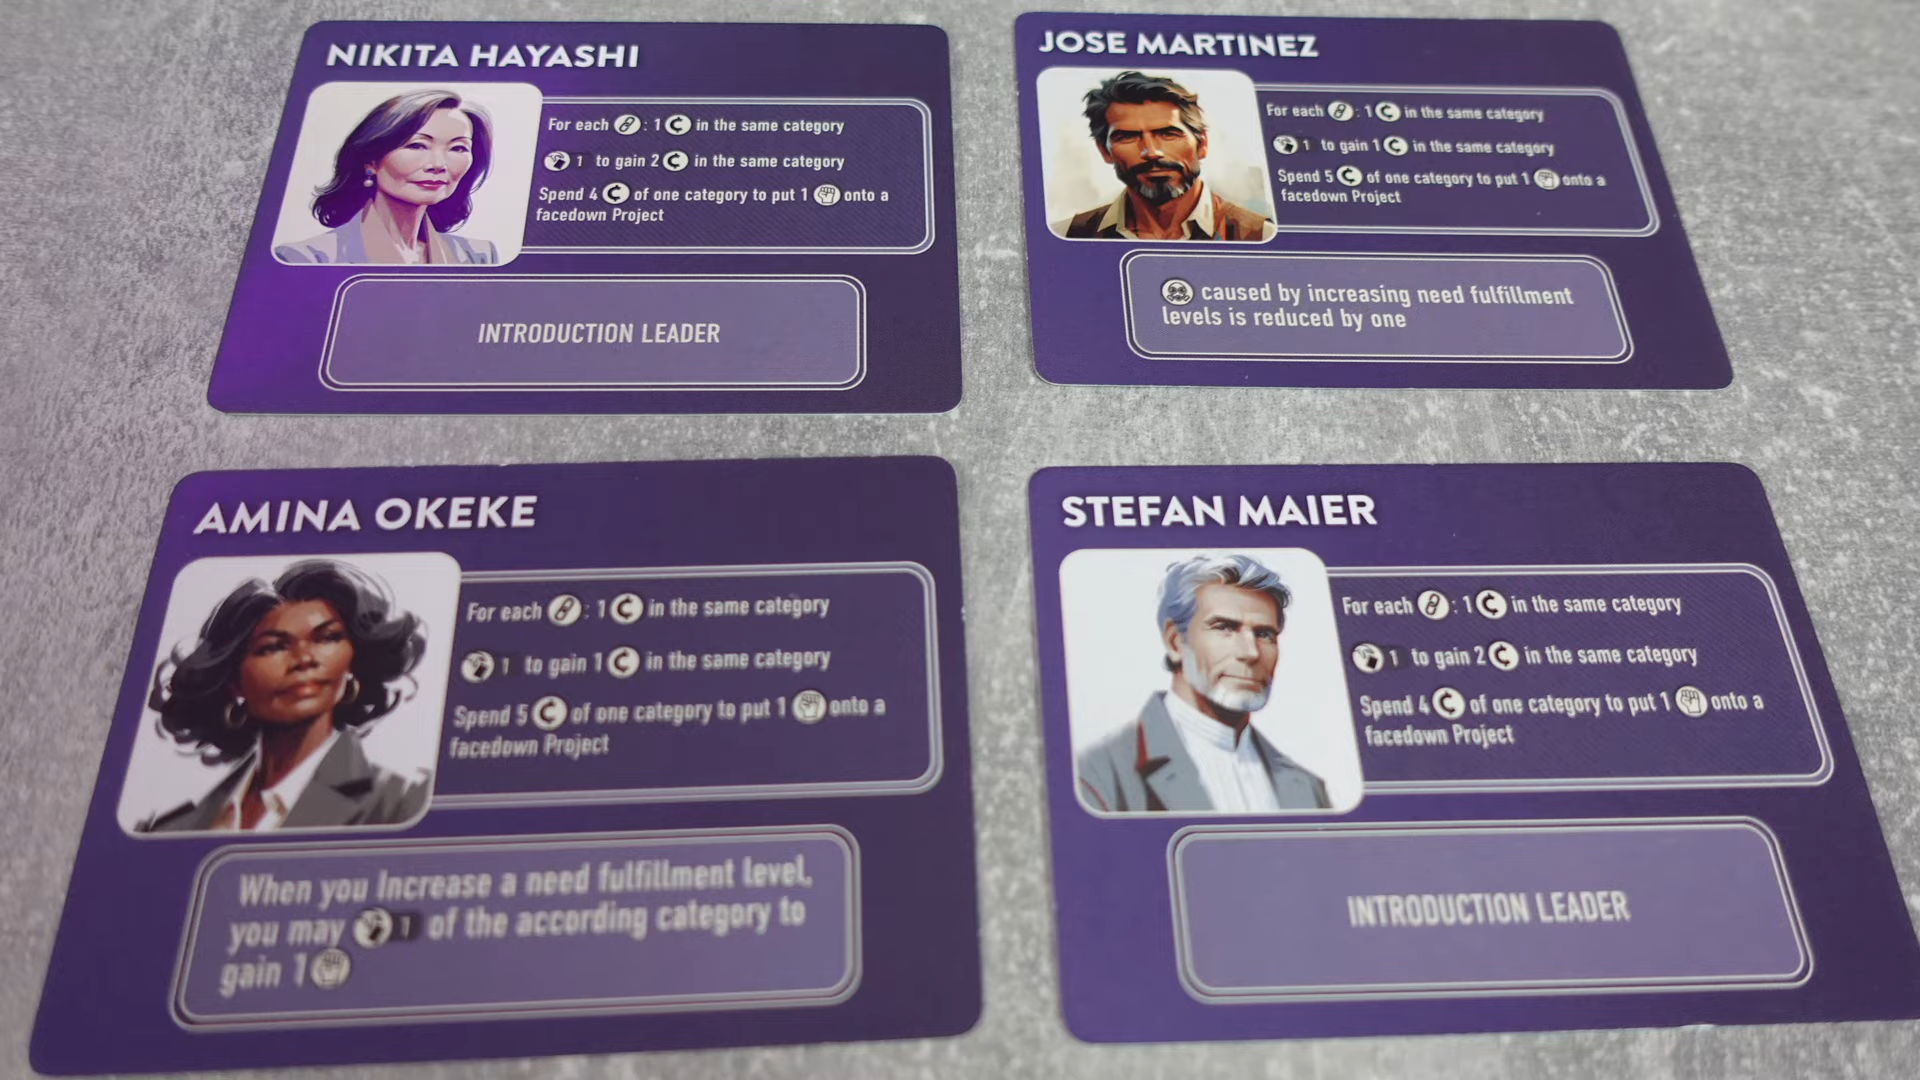 NIKITA HAYASHI
For each : 1 C in the same category
1 to gain 2 C in the same category
Spend 4 C of one category to put 1 onto a
facedown Project
INTRODUCTION LEADER
JOSE MARTINEZ
For each : 1 C in the same category
1 to gain 1 C in the same category
Spend 5 C of one category to put 1 onto a
facedown Project
caused by increasing need fulfillment
levels is reduced by one
AMINA OKEKE
For each : 1 C in the same category
1 to gain 1 C in the same category
Spend 5 C of one category to put 1 onto a
facedown Project
When you Increase a need fulfillment level,
you may 1 of the according category to
gain 1
STEFAN MAIER
For each : 1 C in the same category
1 to gain 2 C in the same category
Spend 4 C of one category to put 1 onto a
facedown Project
INTRODUCTION LEADER